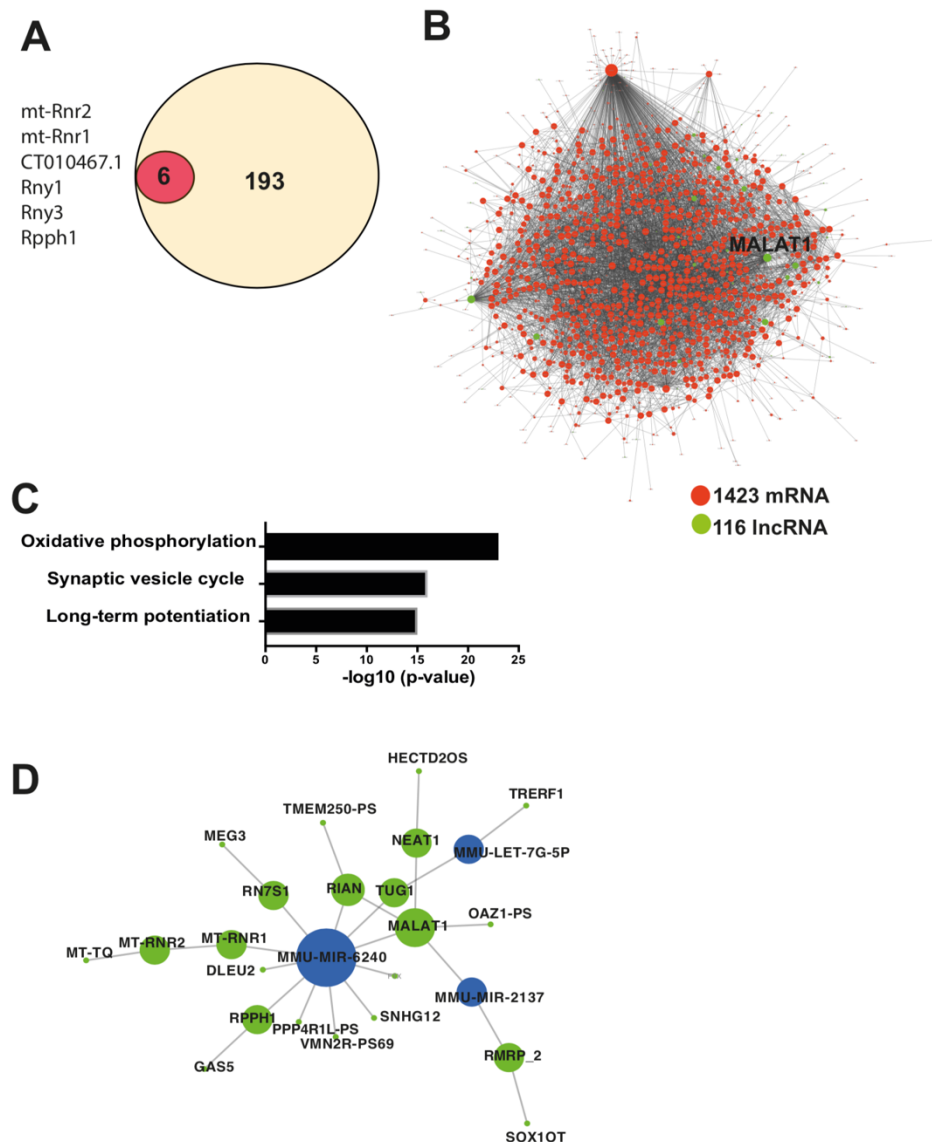 A
mt-Rnr2
mt-Rnr1
CT010467.1
Rny1
Rny3
Rpph1
6
193
B
MALAT1
1423 mRNA
116 lncRNA
C
Oxidative phosphorylation
Synaptic vesicle cycle
Long-term potentiation
0 5 10 15 20 25
-log10 (p-value)
D
HECTD2OS
TRERF1
TMEM250-PS
MEG3
NEAT1
MMU-LET-7G-5P
RN7S1
RIAN
TUG1
OAZ1-PS
MALAT1
MT-RNR2
MT-RNR1
MT-TQ
MMU-MIR-6240
DLEU2
MMU-MIR-2137
SNHG12
RPPH1
PPP4R1L-PS
VMN2R-PS69
RMRP_2
GAS5
SOX1OT